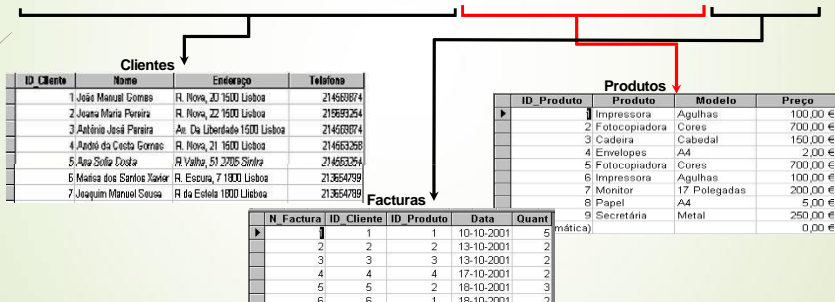 Clientes
ID_Cliente Nome Endereço Telefone
1 João Manuel Gomes R. Nova, 20 1500 Lisboa
2 Joana Maria Pereira R. Nova, 22 1500 Lisboa 215693254
3 António José Pereira Av. Da Liberdade 1500 Lisboa
4 André da Costa Gomes R. Nova, 21 1500 Lisboa
5 Ana Sofia Costa R Velha, 51 2705 Sintra
6 Marisa dos Santos Xavier R. Escura, 7 1800 Lisboa 213654799
7 Joaquim Manuel Sousa R da Estela 1800 Llisboa 213654789
Produtos
ID_Produto Produto Modelo Preço
1 Impressora Agulhas 100,00 €
2 Fotocopiadora Cores 700,00 €
3 Cadeira Cabedal 150,00 €
4 Envelopes A4 2,00 €
5 Fotocopiadora Cores 700,00 €
6 Impressora Agulhas 100,00 €
7 Monitor 17 Polegadas 200,00 €
8 Papel A4 5,00 €
9 Secretária Metal 250,00 €
mática) 0,00 €
Facturas
N_Factura ID_Cliente ID_Produto Data Quant
1 1 1 10-10-2001 5
2 2 2 13-10-2001 2
3 3 3 13-10-2001 2
4 4 4 17-10-2001 2
5 5 2 18-10-2001 3
6 6 1 18-10-2001 2